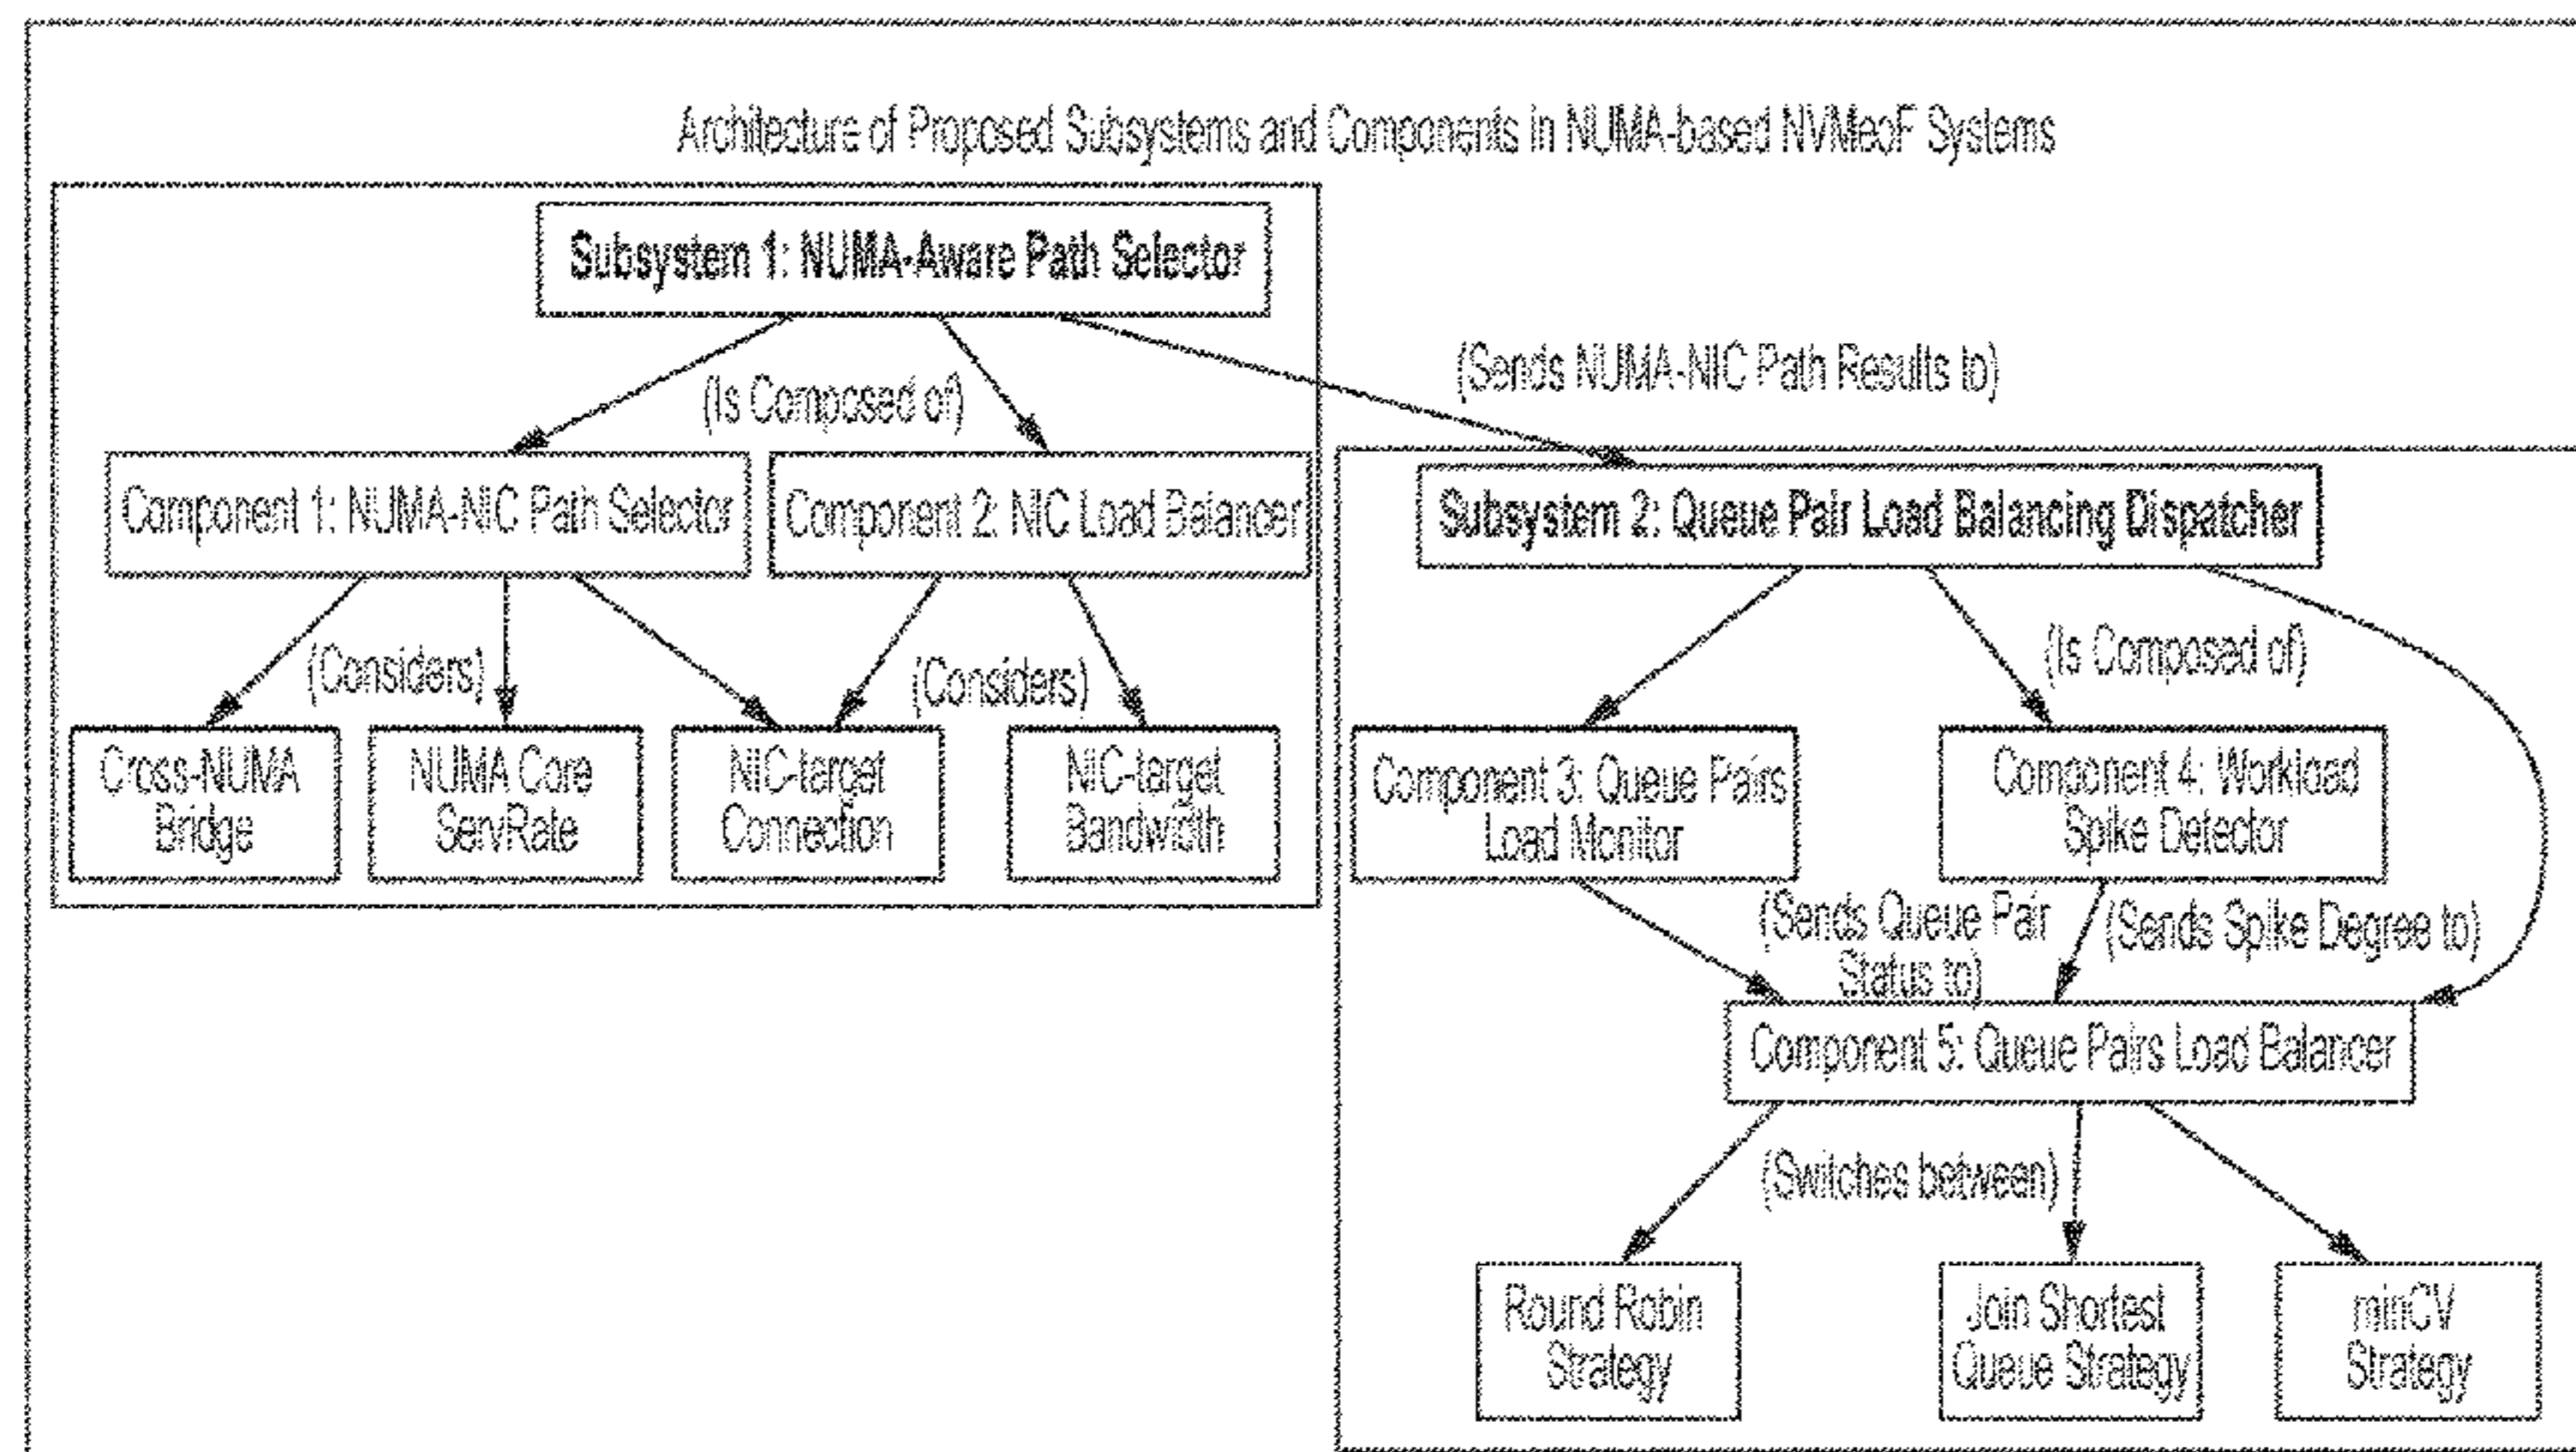 Architecture of Proposed Subsystems and Components in NUMA-based NVMeoF Systems
Subsystem 1: NUMA-Aware Path Selector
(Sends NUMA-NIC Path Results to)
(Is Composed of)
Component 1: NUMA-NIC Path Selector
Component 2: NIC Load Balancer
(Considers)
(Considers)
Cross-NUMA
Bridge
NUMA Core
ServRate
NIC-target
Connection
NIC-target
Bandwidth
Subsystem 2: Queue Pair Load Balancing Dispatcher
(Is Composed of)
Component 3: Queue Pairs
Load Monitor
Component 4: Workload
Spike Detector
(Sends Queue Pair
Status to)
(Sends Spike Degree to)
Component 5: Queue Pairs Load Balancer
(Switches between)
Round Robin
Strategy
Join Shortest
Queue Strategy
minCV
Strategy